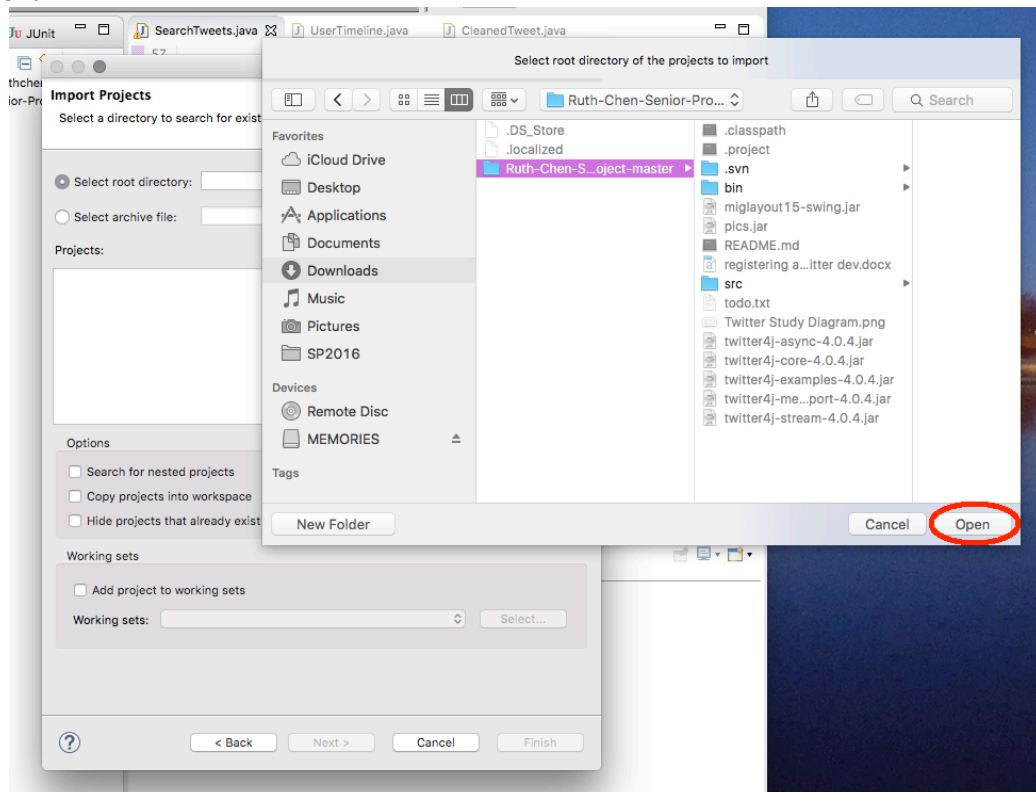 JUnit
SearchTweets.java
UserTimeline.java
CleanedTweet.java
57
thcher
ior-Pr
Import Projects
Select a directory to search for exist
Select root directory:
Select archive file:
Projects:
Options
Search for nested projects
Copy projects into workspace
Hide projects that already exist
Working sets
Add project to working sets
Working sets:
Select...
?
< Back
Next >
Cancel
Finish
Select root directory of the projects to import
Ruth-Chen-Senior-Pro...
Search
Favorites
iCloud Drive
Desktop
Applications
Documents
Downloads
Music
Pictures
SP2016
Devices
Remote Disc
MEMORIES
Tags
.DS_Store
.localized
Ruth-Chen-S...oject-master
.classpath
.project
.svn
bin
miglayout15-swing.jar
pics.jar
README.md
registering a...itter dev.docx
src
todo.txt
Twitter Study Diagram.png
twitter4j-async-4.0.4.jar
twitter4j-core-4.0.4.jar
twitter4j-examples-4.0.4.jar
twitter4j-me...port-4.0.4.jar
twitter4j-stream-4.0.4.jar
New Folder
Cancel
Open